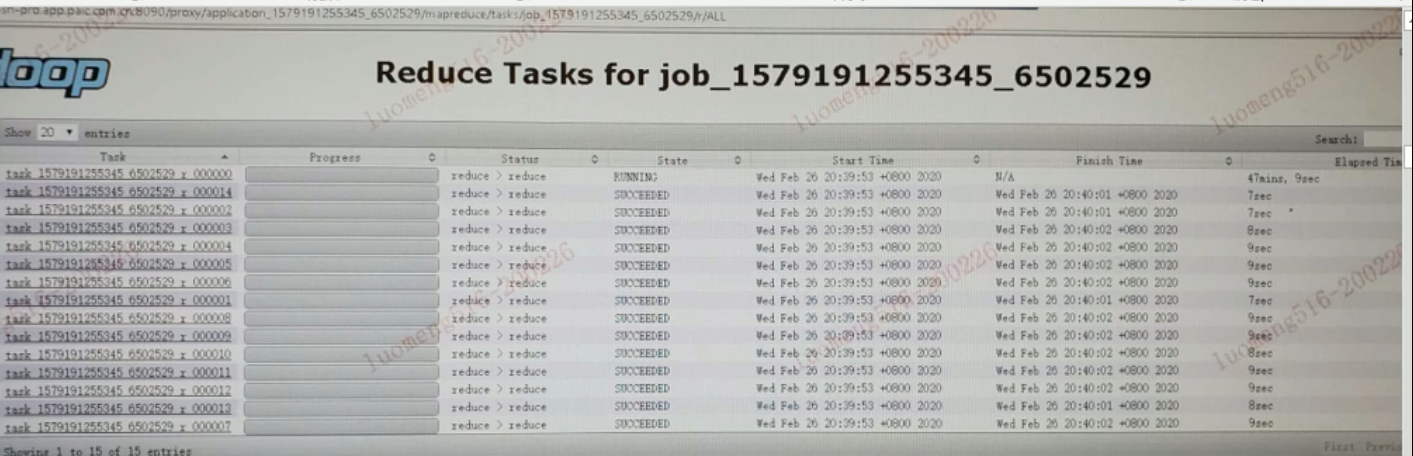 sn-pro.app.paic.com.cn:8090/proxy/application_1579191255345_6502529/mapreduce/tasks/job_1579191255345_6502529/r/ALL
Reduce Tasks for job_1579191255345_6502529
Show 20 entries
Search:
Task Progress Status State Start Time Finish Time Elapsed Tim
task_1579191255345_6502529_r_000000 reduce > reduce RUNNING Wed Feb 26 20:39:53 +0800 2020 N/A 47mins, 9sec
task_1579191255345_6502529_r_000014 reduce > reduce SUCCEEDED Wed Feb 26 20:39:53 +0800 2020 Wed Feb 26 20:40:01 +0800 2020 7sec
task_1579191255345_6502529_r_000002 reduce > reduce SUCCEEDED Wed Feb 26 20:39:53 +0800 2020 Wed Feb 26 20:40:01 +0800 2020 7sec
task_1579191255345_6502529_r_000003 reduce > reduce SUCCEEDED Wed Feb 26 20:39:53 +0800 2020 Wed Feb 26 20:40:01 +0800 2020 8sec
task_1579191255345_6502529_r_000004 reduce > reduce SUCCEEDED Wed Feb 26 20:39:53 +0800 2020 Wed Feb 26 20:40:02 +0800 2020 9sec
task_1579191255345_6502529_r_000005 reduce > reduce SUCCEEDED Wed Feb 26 20:39:53 +0800 2020 Wed Feb 26 20:40:02 +0800 2020 9sec
task_1579191255345_6502529_r_000006 reduce > reduce SUCCEEDED Wed Feb 26 20:39:53 +0800 2020 Wed Feb 26 20:40:02 +0800 2020 9sec
task_1579191255345_6502529_r_000001 reduce > reduce SUCCEEDED Wed Feb 26 20:39:53 +0800 2020 Wed Feb 26 20:40:01 +0800 2020 7sec
task_1579191255345_6502529_r_000008 reduce > reduce SUCCEEDED Wed Feb 26 20:39:53 +0800 2020 Wed Feb 26 20:40:02 +0800 2020 9sec
task_1579191255345_6502529_r_000009 reduce > reduce SUCCEEDED Wed Feb 26 20:39:53 +0800 2020 Wed Feb 26 20:40:02 +0800 2020 9sec
task_1579191255345_6502529_r_000010 reduce > reduce SUCCEEDED Wed Feb 26 20:39:53 +0800 2020 Wed Feb 26 20:40:02 +0800 2020 8sec
task_1579191255345_6502529_r_000011 reduce > reduce SUCCEEDED Wed Feb 26 20:39:53 +0800 2020 Wed Feb 26 20:40:02 +0800 2020 9sec
task_1579191255345_6502529_r_000012 reduce > reduce SUCCEEDED Wed Feb 26 20:39:53 +0800 2020 Wed Feb 26 20:40:02 +0800 2020 9sec
task_1579191255345_6502529_r_000013 reduce > reduce SUCCEEDED Wed Feb 26 20:39:53 +0800 2020 Wed Feb 26 20:40:01 +0800 2020 8sec
task_1579191255345_6502529_r_000007 reduce > reduce SUCCEEDED Wed Feb 26 20:39:53 +0800 2020 Wed Feb 26 20:40:02 +0800 2020 9sec
Showing 1 to 15 of 15 entries
First Previo
luomeng516-200226